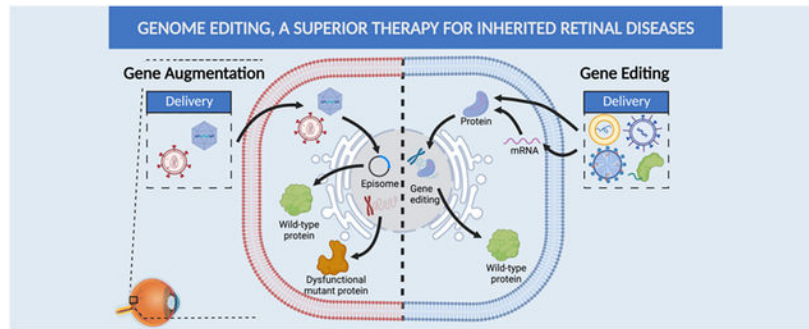 GENOME EDITING, A SUPERIOR THERAPY FOR INHERITED RETINAL DISEASES
Gene Augmentation
Delivery
Episome
Wild-type
protein
Dysfunctional
mutant protein
Gene Editing
Delivery
Protein
mRNA
Gene
editing
Wild-type
protein